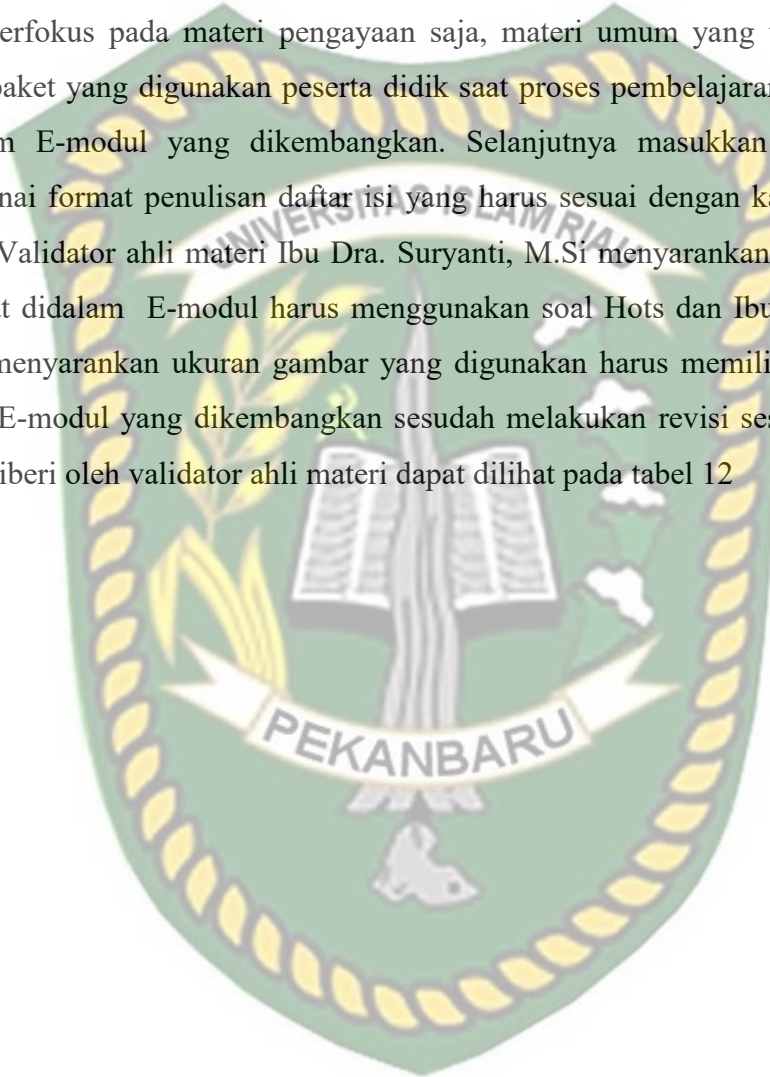 erfokus pada materi pengayaan saja, materi umum yang
paket yang digunakan peserta didik saat proses pembelajaran
m E-modul yang dikembangkan. Selanjutnya masukkan
nai format penulisan daftar isi yang harus sesuai dengan ka
Validator ahli materi Ibu Dra. Suryanti, M.Si menyarankan
at didalam E-modul harus menggunakan soal Hots dan Ibu
menyarankan ukuran gambar yang digunakan harus memili
E-modul yang dikembangkan sesudah melakukan revisi ses
iberi oleh validator ahli materi dapat dilihat pada tabel 12
UNIVERSITAS ISLAM RIAU
PEKANBARU